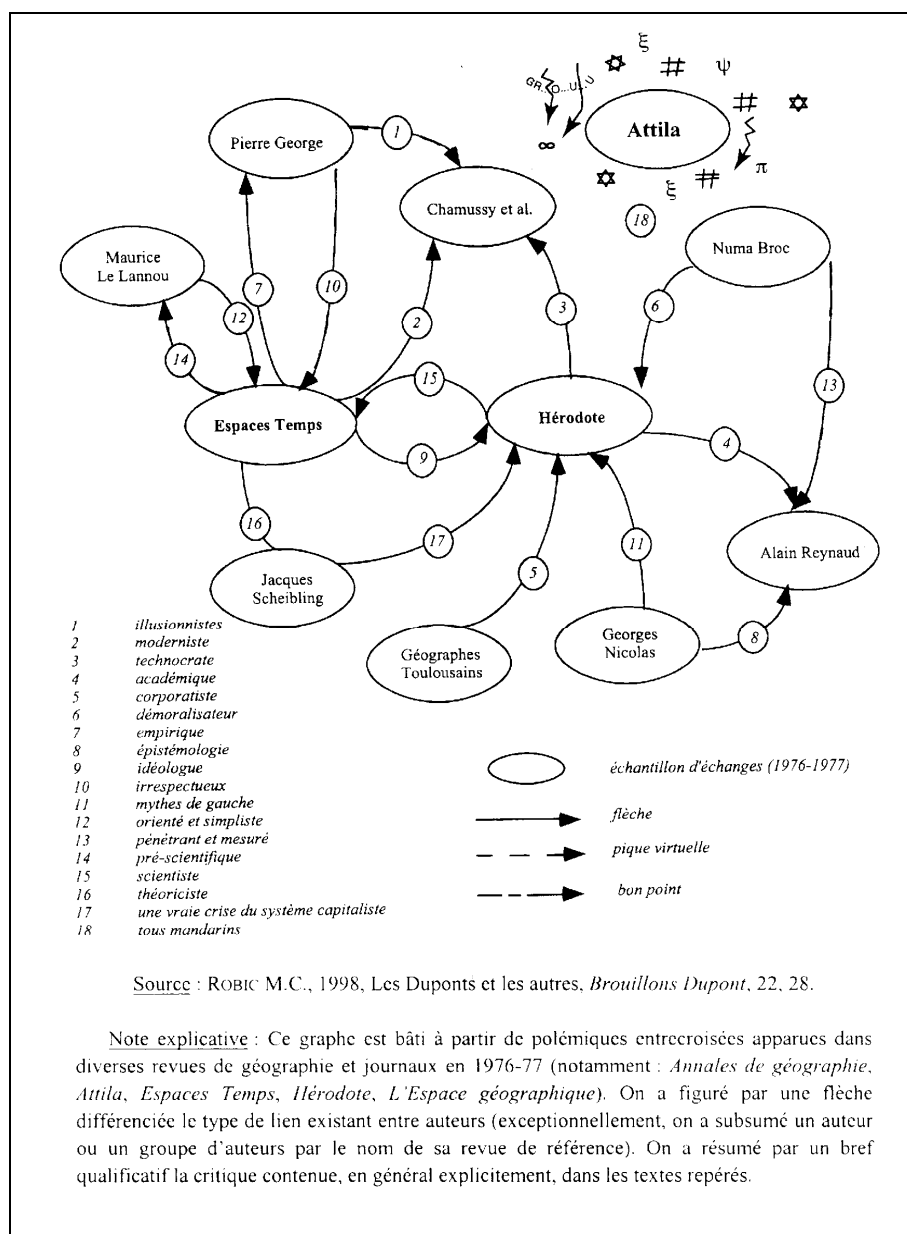 ξ
ψ
GR...O...U...U
Attila
∞
π
ξ
18
Pierre George
1
Chamussy et al.
Numa Broc
Maurice
Le Lannou
7
10
12
2
3
6
14
15
13
Espaces Temps
Hérodote
9
4
16
17
11
5
8
Alain Reynaud
Jacques
Scheibling
Géographes
Toulousains
Georges
Nicolas
1 illusionnistes
2 moderniste
3 technocrate
4 académique
5 corporatiste
6 démoralisateur
7 empirique
8 épistémologie
9 idéologue
10 irrespectueux
11 mythes de gauche
12 orienté et simpliste
13 pénétrant et mesuré
14 pré-scientifique
15 scientiste
16 théoriciste
17 une vraie crise du système capitaliste
18 tous mandarins
échantillon d'échanges (1976-1977)
flèche
pique virtuelle
bon point
Source : ROBIC M.C., 1998, Les Duponts et les autres, Brouillons Dupont, 22, 28.
Note explicative : Ce graphe est bâti à partir de polémiques entrecroisées apparues dans
diverses revues de géographie et journaux en 1976-77 (notamment : Annales de géographie,
Attila, Espaces Temps, Hérodote, L'Espace géographique). On a figuré par une flèche
différenciée le type de lien existant entre auteurs (exceptionnellement, on a subsumé un auteur
ou un groupe d'auteurs par le nom de sa revue de référence). On a résumé par un bref
qualificatif la critique contenue, en général explicitement, dans les textes repérés.